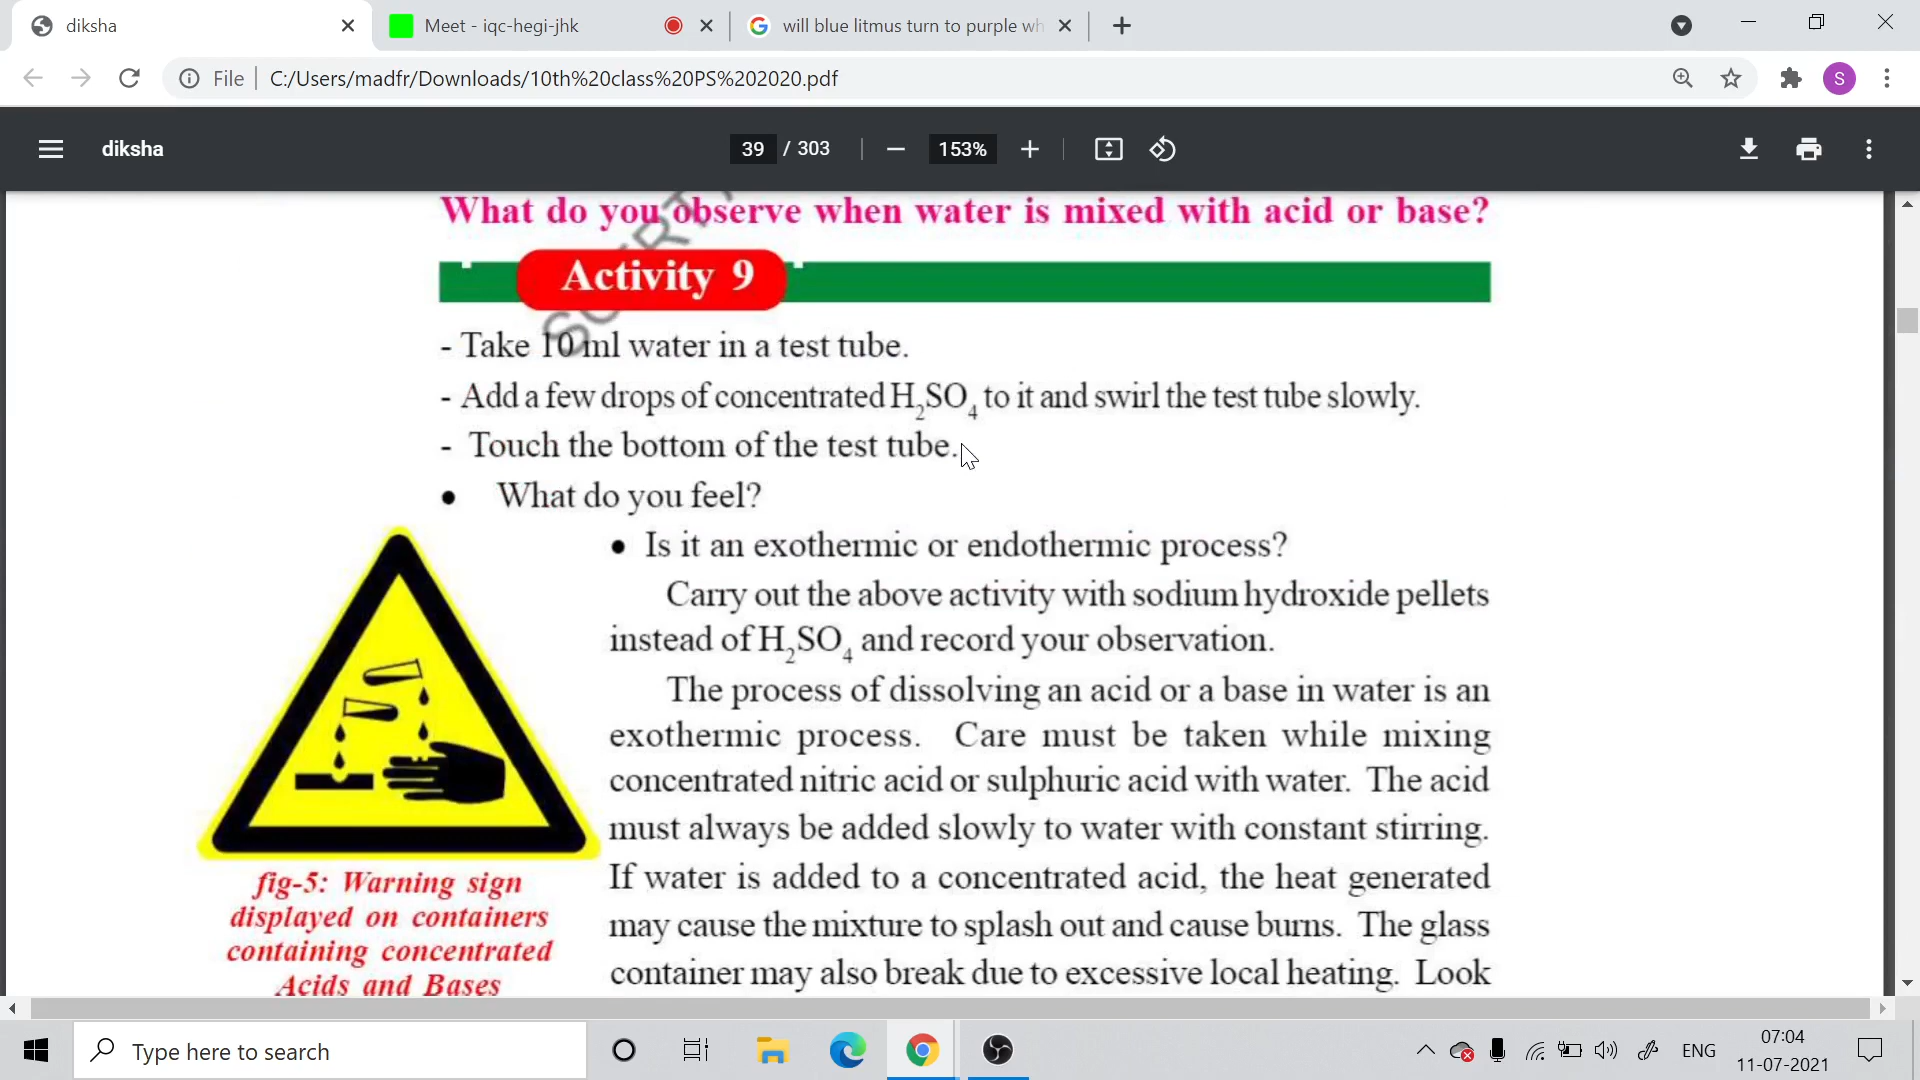 diksha
Meet - iqc-hegi-jhk
will blue litmus turn to purple wh
File
C:/Users/madfr/Downloads/10th%20class%20PS%202020.pdf
S
diksha
39 / 303
153%
What do you observe when water is mixed with acid or base?
Activity 9
- Take 10 ml water in a test tube.
- Add a few drops of concentrated H₂SO₄ to it and swirl the test tube slowly.
- Touch the bottom of the test tube.
• What do you feel?
• Is it an exothermic or endothermic process?
Carry out the above activity with sodium hydroxide pellets
instead of H₂SO₄ and record your observation.
The process of dissolving an acid or a base in water is an
exothermic process. Care must be taken while mixing
concentrated nitric acid or sulphuric acid with water. The acid
must always be added slowly to water with constant stirring.
If water is added to a concentrated acid, the heat generated
may cause the mixture to splash out and cause burns. The glass
container may also break due to excessive local heating. Look
fig-5: Warning sign
displayed on containers
containing concentrated
Acids and Bases
Type here to search
ENG
07:04
11-07-2021